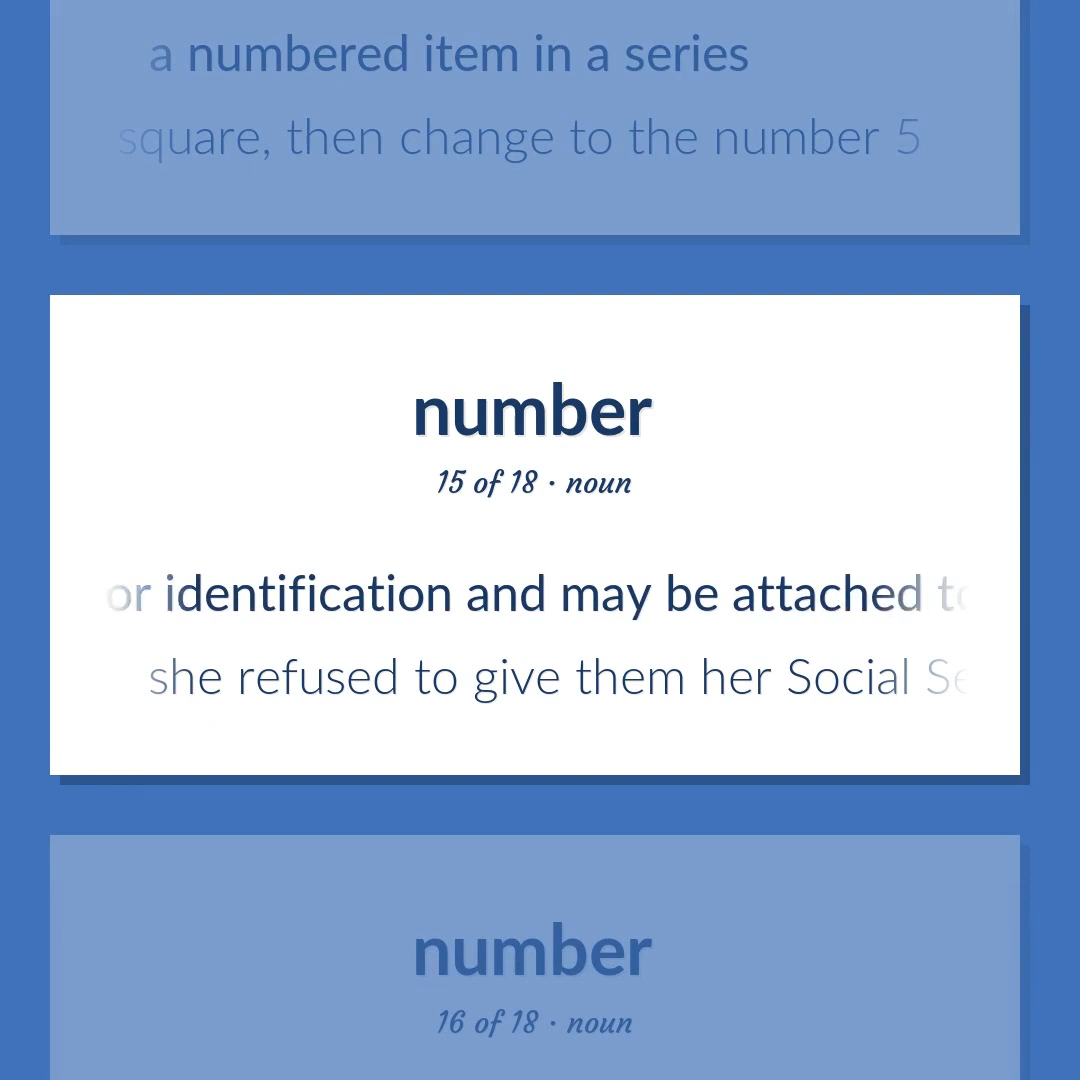 a numbered item in a series
square, then change to the number 5
number
15 of 18 · noun
or identification and may be attached to
she refused to give them her Social
number
16 of 18 · noun